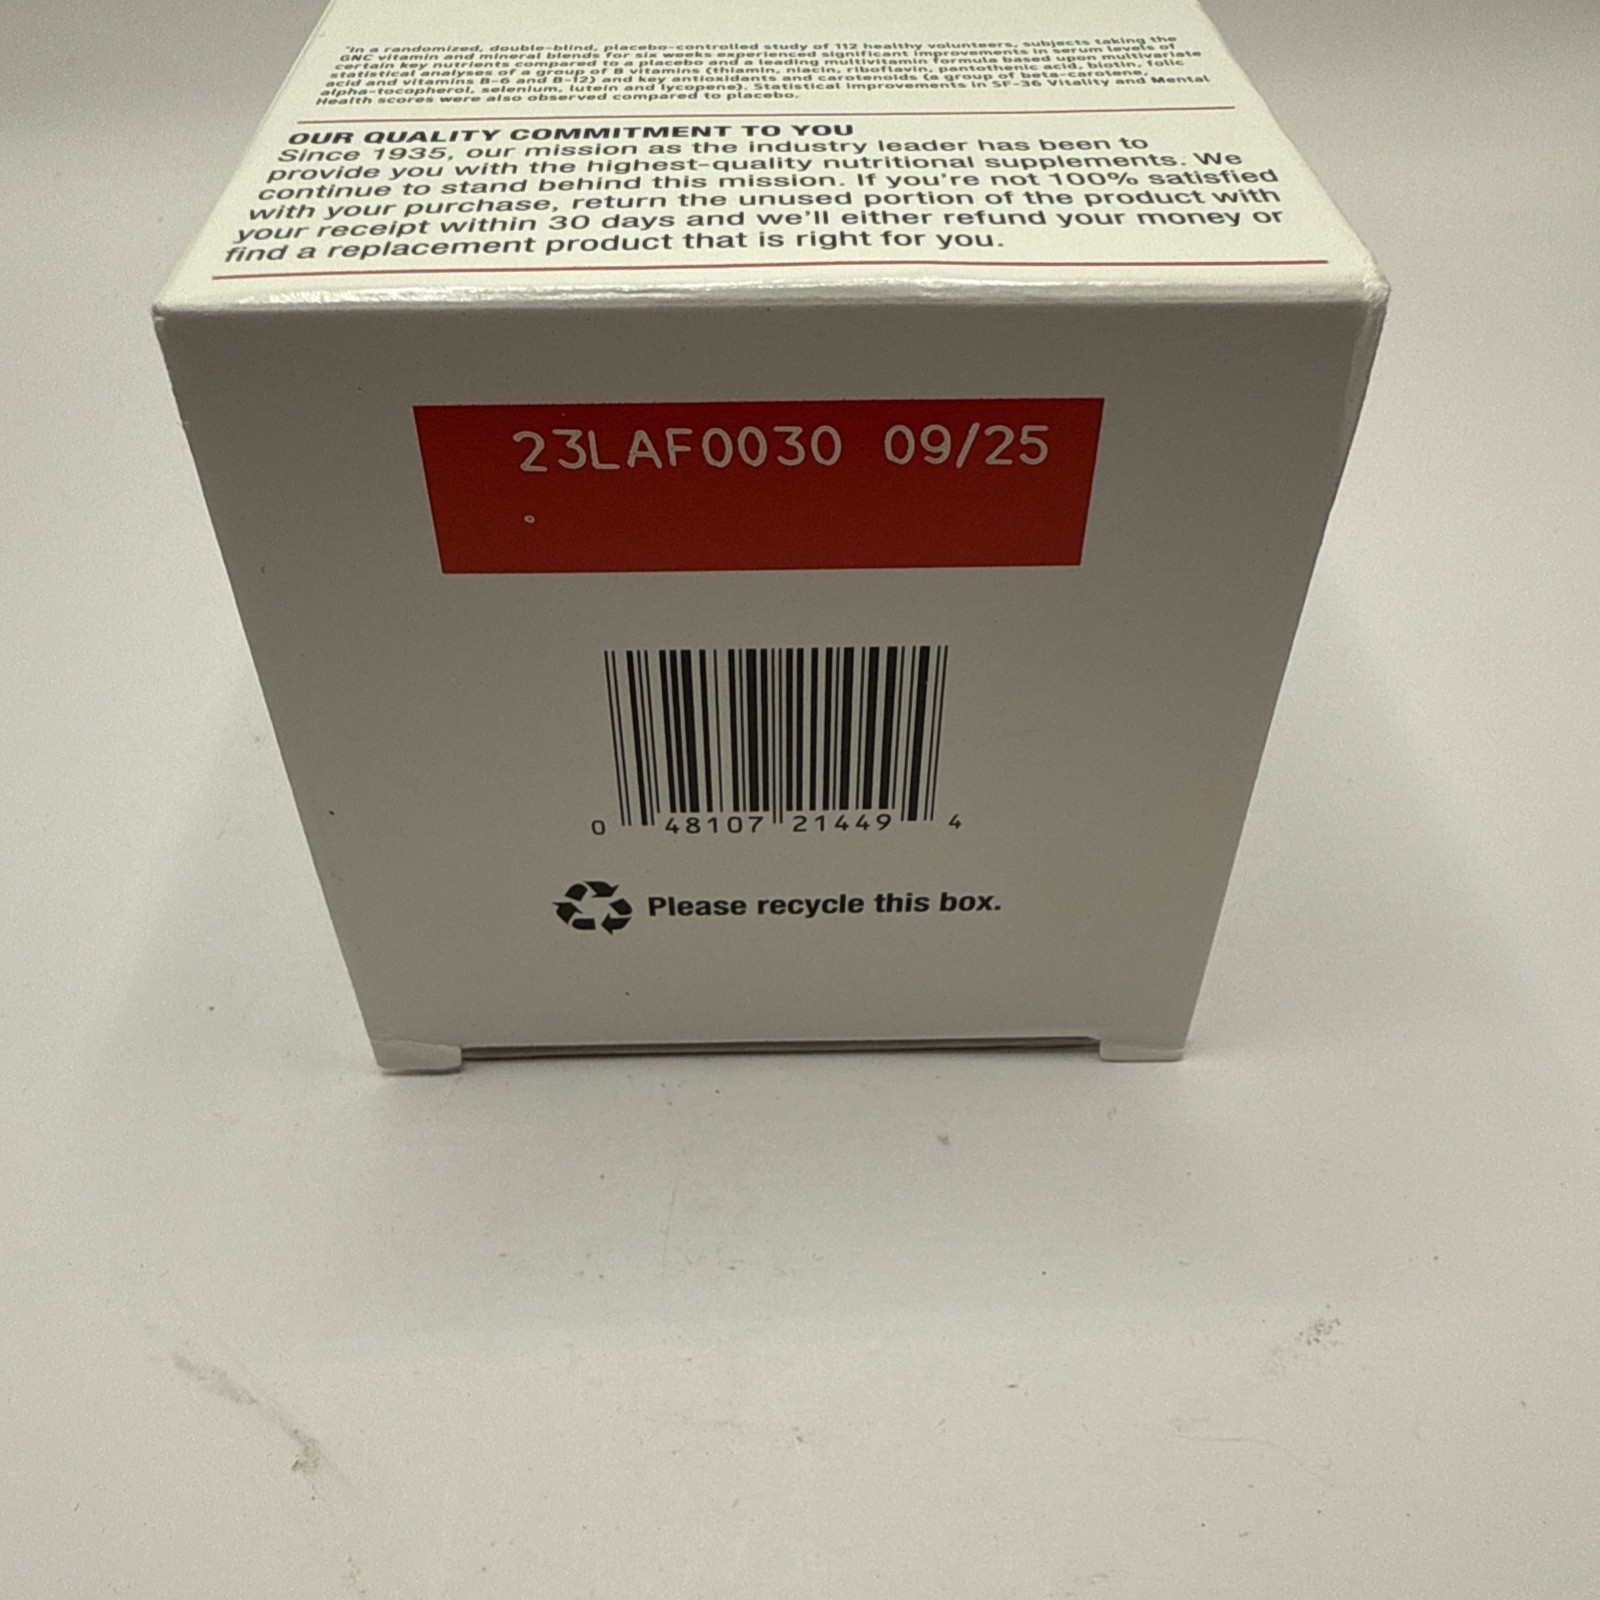 "In a randomized, double-blind, placebo-controlled study of 112 healthy volunteers, subjects taking the
GNC vitamin and mineral blends for six weeks experienced significant improvements in serum levels of
certain key nutrients compared to a placebo and a leading multivitamin formula based upon multivariate
statistical analyses of a group of B vitamins (thiamin, niacin, riboflavin, pantothenic acid, biotin, folic
acid and vitamins B-6 and B-12) and key antioxidants and carotenoids (a group of beta-carotene,
alpha-tocopherol, selenium, lutein and lycopene). Statistical improvements in SF-36 Vitality and Mental
Health scores were also observed compared to placebo.
OUR QUALITY COMMITMENT TO YOU
Since 1935, our mission as the industry leader has been to
provide you with the highest-quality nutritional supplements. We
continue to stand behind this mission. If you're not 100% satisfied
with your purchase, return the unused portion of the product with
your receipt within 30 days and we'll either refund your money or
find a replacement product that is right for you.
23LAF0030 09/25
0 48107 21449 4
Please recycle this box.